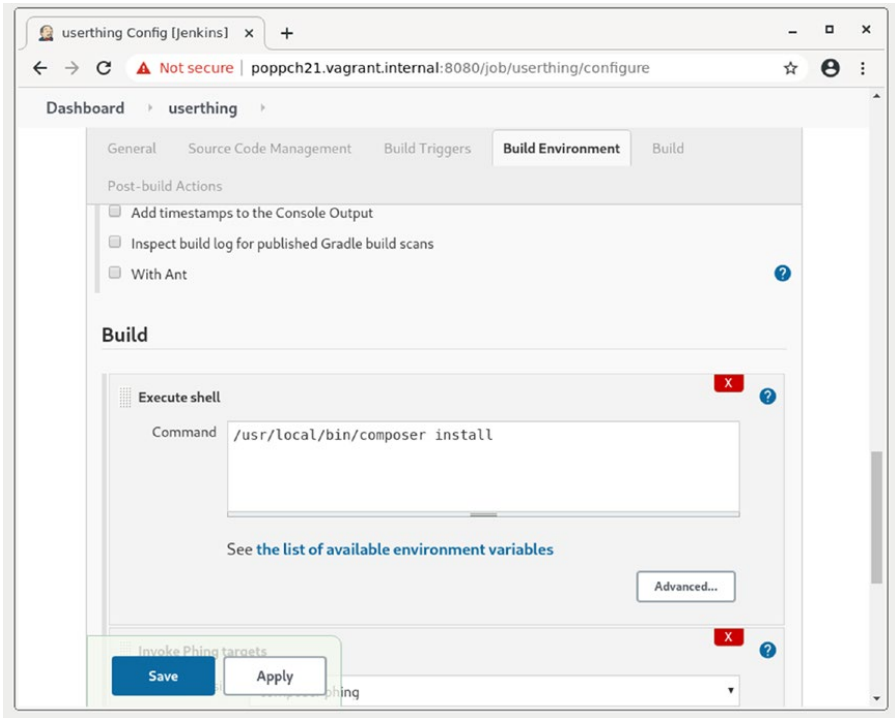 userthing Config [Jenkins]
Not secure | poppch21.vagrant.internal:8080/job/userthing/configure
Dashboard userthing
General Source Code Management Build Triggers Build Environment Build
Post-build Actions
Add timestamps to the Console Output
Inspect build log for published Gradle build scans
With Ant
?
Build
X
Execute shell
?
Command
/usr/local/bin/composer install
See the list of available environment variables
Advanced...
X
Invoke Phing targets
?
Save Apply
phing